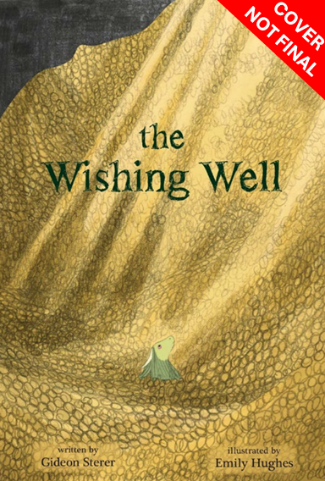 COVER
NOT FINAL
the
Wishing Well
written by
Gideon Sterer
illustrated by
Emily Hughes